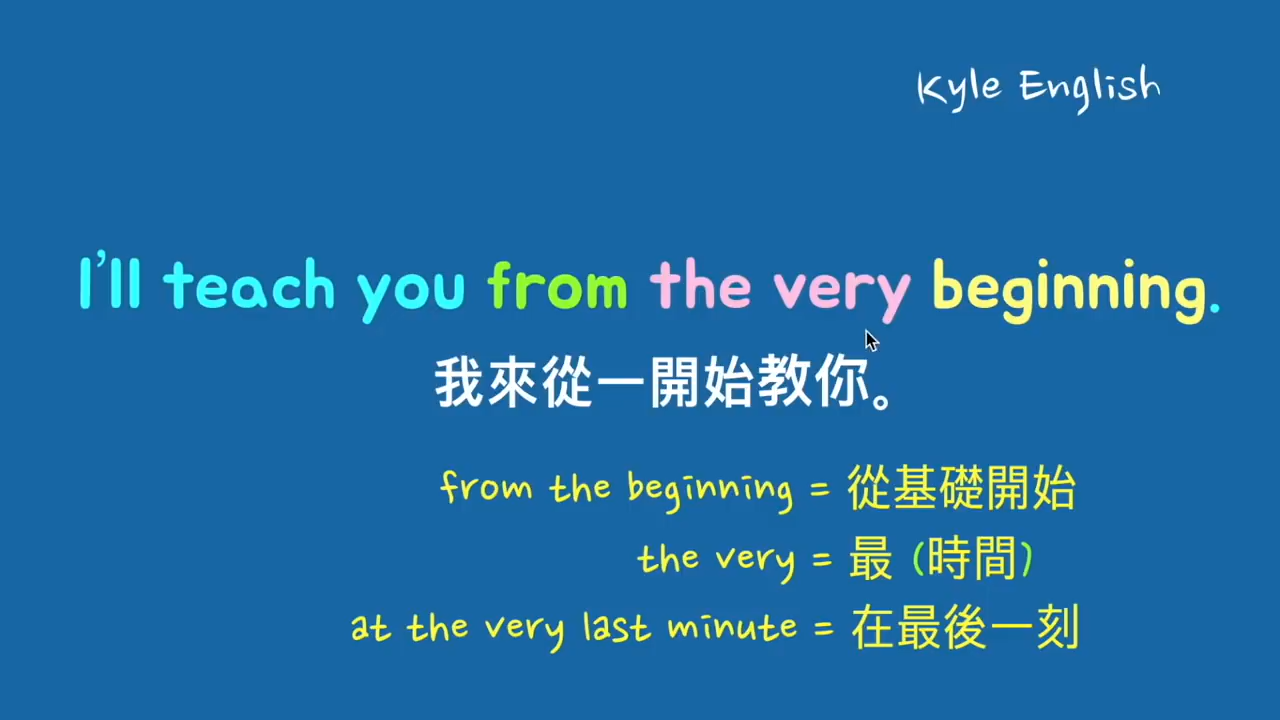 Kyle English
I'll teach you from the very beginning.
我來從一開始教你。
from the beginning = 從基礎開始
the very = 最 (時間)
at the very last minute = 在最後一刻